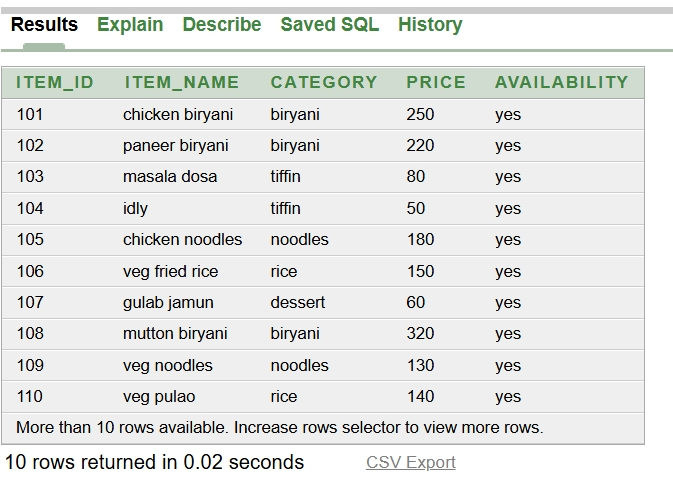 Results Explain Describe Saved SQL History
ITEM_ID ITEM_NAME CATEGORY PRICE AVAILABILITY
101 chicken biryani biryani 250 yes
102 paneer biryani biryani 220 yes
103 masala dosa tiffin 80 yes
104 idly tiffin 50 yes
105 chicken noodles noodles 180 yes
106 veg fried rice rice 150 yes
107 gulab jamun dessert 60 yes
108 mutton biryani biryani 320 yes
109 veg noodles noodles 130 yes
110 veg pulao rice 140 yes
More than 10 rows available. Increase rows selector to view more rows.
10 rows returned in 0.02 seconds CSV Export